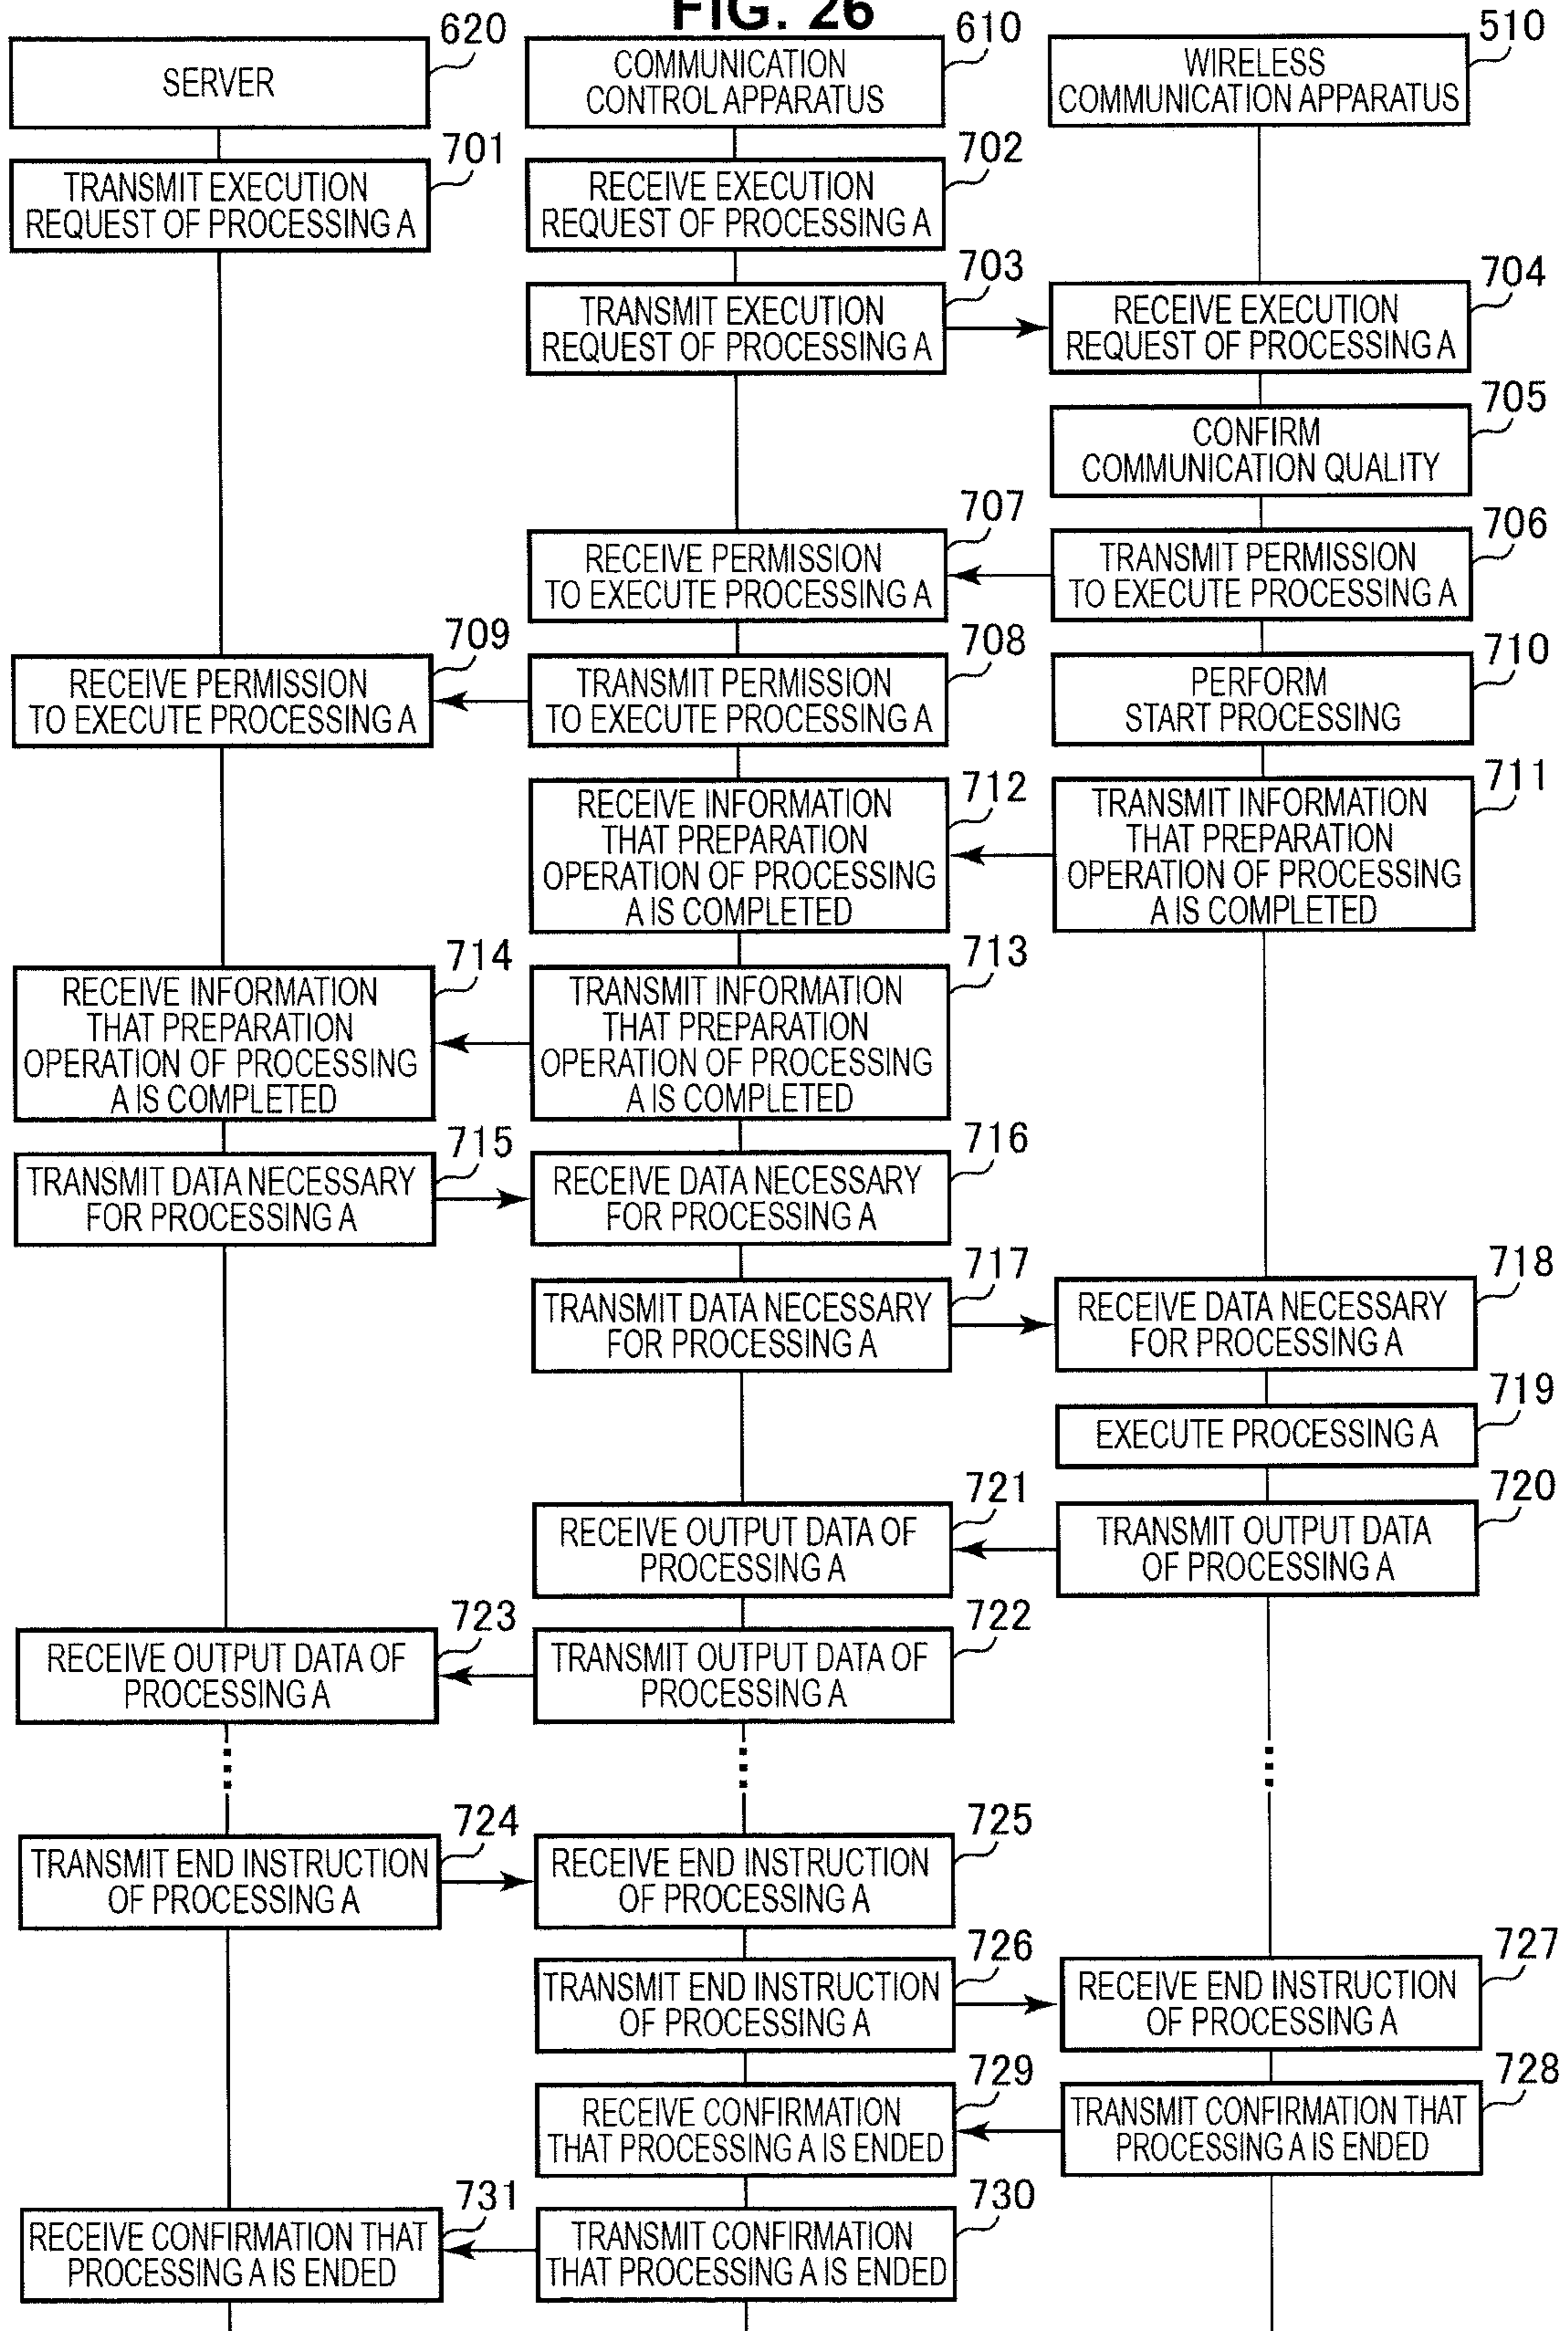 FIG. 26
620
610
510
SERVER
COMMUNICATION
CONTROL APPARATUS
WIRELESS
COMMUNICATION APPARATUS
701
702
TRANSMIT EXECUTION
REQUEST OF PROCESSING A
RECEIVE EXECUTION
REQUEST OF PROCESSING A
703
704
TRANSMIT EXECUTION
REQUEST OF PROCESSING A
RECEIVE EXECUTION
REQUEST OF PROCESSING A
705
CONFIRM
COMMUNICATION QUALITY
707
706
RECEIVE PERMISSION
TO EXECUTE PROCESSING A
TRANSMIT PERMISSION
TO EXECUTE PROCESSING A
709
708
710
RECEIVE PERMISSION
TO EXECUTE PROCESSING A
TRANSMIT PERMISSION
TO EXECUTE PROCESSING A
PERFORM
START PROCESSING
712
711
RECEIVE INFORMATION
THAT PREPARATION
OPERATION OF PROCESSING
A IS COMPLETED
TRANSMIT INFORMATION
THAT PREPARATION
OPERATION OF PROCESSING
A IS COMPLETED
714
713
RECEIVE INFORMATION
THAT PREPARATION
OPERATION OF PROCESSING
A IS COMPLETED
TRANSMIT INFORMATION
THAT PREPARATION
OPERATION OF PROCESSING
A IS COMPLETED
715
716
TRANSMIT DATA NECESSARY
FOR PROCESSING A
RECEIVE DATA NECESSARY
FOR PROCESSING A
717
718
TRANSMIT DATA NECESSARY
FOR PROCESSING A
RECEIVE DATA NECESSARY
FOR PROCESSING A
719
EXECUTE PROCESSING A
721
720
RECEIVE OUTPUT DATA OF
PROCESSING A
TRANSMIT OUTPUT DATA
OF PROCESSING A
723
722
RECEIVE OUTPUT DATA OF
PROCESSING A
TRANSMIT OUTPUT DATA OF
PROCESSING A
724
725
TRANSMIT END INSTRUCTION
OF PROCESSING A
RECEIVE END INSTRUCTION
OF PROCESSING A
726
727
TRANSMIT END INSTRUCTION
OF PROCESSING A
RECEIVE END INSTRUCTION
OF PROCESSING A
729
728
RECEIVE CONFIRMATION
THAT PROCESSING A IS ENDED
TRANSMIT CONFIRMATION THAT
PROCESSING A IS ENDED
731
730
RECEIVE CONFIRMATION THAT
PROCESSING A IS ENDED
TRANSMIT CONFIRMATION
THAT PROCESSING A IS ENDED